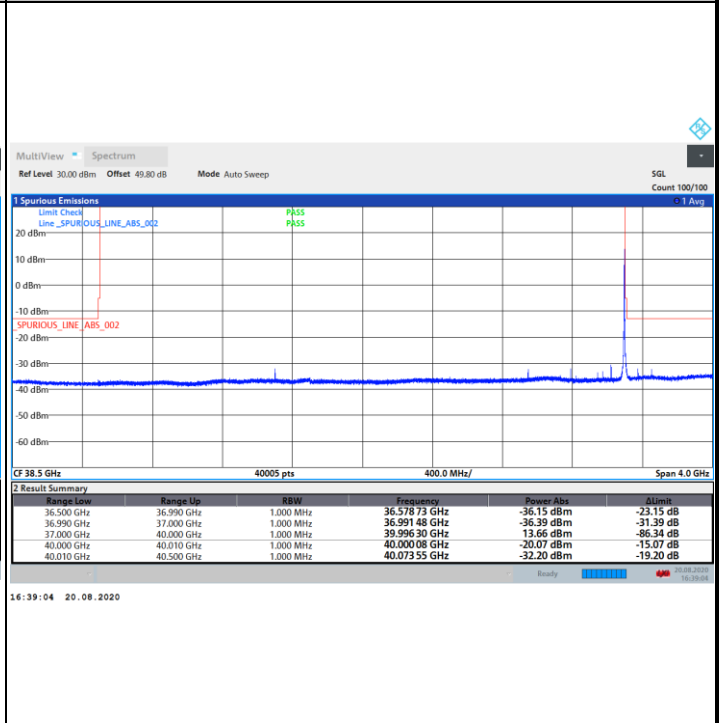 MultiView Spectrum
Ref Level 30.00 dBm Offset 49.80 dB Mode Auto Sweep SGL
Count 100/100
1 Spurious Emissions 1 Avg
Limit Check PASS
Line _SPURIOUS_LINE_ABS_002 PASS
20 dBm
10 dBm
0 dBm
-10 dBm
_SPURIOUS_LINE_ABS_002
-20 dBm
-30 dBm
-40 dBm
-50 dBm
-60 dBm
CF 38.5 GHz 40005 pts 400.0 MHz/ Span 4.0 GHz
2 Result Summary
Range Low Range Up RBW Frequency Power Abs ΔLimit
36.500 GHz 36.990 GHz 1.000 MHz 36.578 73 GHz -36.15 dBm -23.15 dB
36.990 GHz 37.000 GHz 1.000 MHz 36.991 48 GHz -36.39 dBm -31.39 dB
37.000 GHz 40.000 GHz 1.000 MHz 39.996 30 GHz 13.66 dBm -86.34 dB
40.000 GHz 40.010 GHz 1.000 MHz 40.000 08 GHz -20.07 dBm -15.07 dB
40.010 GHz 40.500 GHz 1.000 MHz 40.073 55 GHz -32.20 dBm -19.20 dB
Ready 20.08.2020
16:39:04
16:39:04 20.08.2020